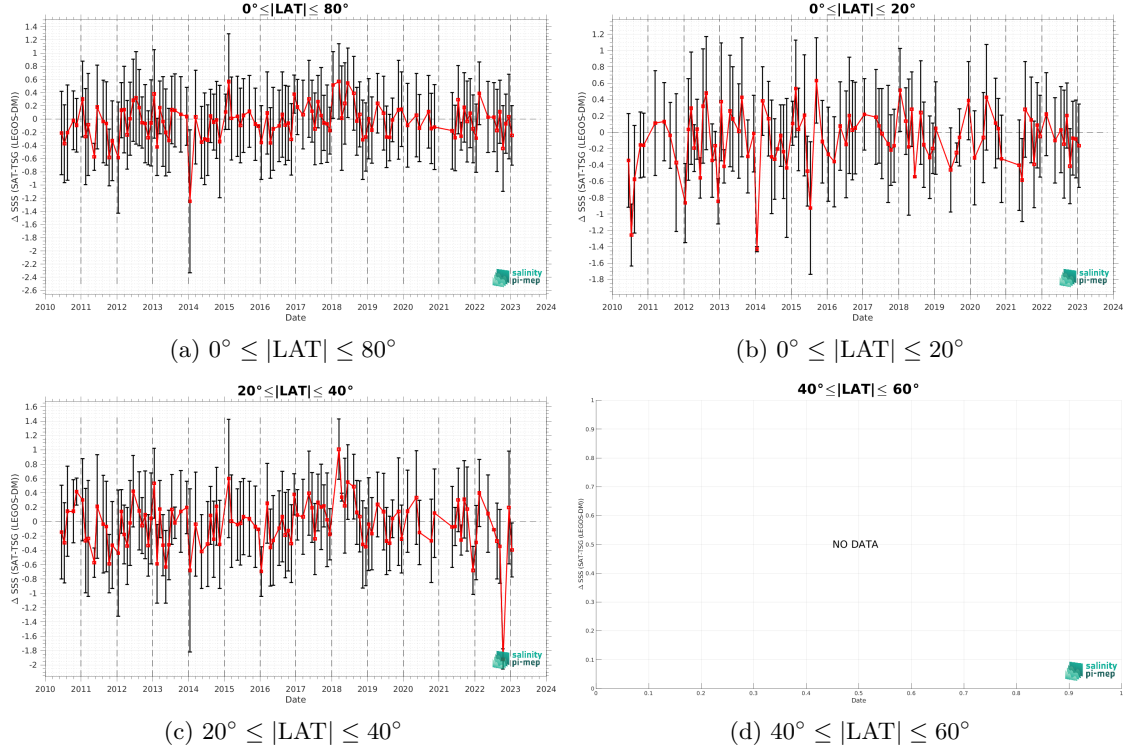 0°≤|LAT|≤ 80°
Δ SSS (SAT-TSG (LEGOS-DM))
1.4
1.2
1
0.8
0.6
0.4
0.2
0
-0.2
-0.4
-0.6
-0.8
-1
-1.2
-1.4
-1.6
-1.8
-2
-2.2
-2.4
-2.6
2010 2011 2012 2013 2014 2015 2016 2017 2018 2019 2020 2021 2022 2023 2024
Date
salinity
pi-mep
(a) 0° ≤ |LAT| ≤ 80°
0°≤|LAT|≤ 20°
Δ SSS (SAT-TSG (LEGOS-DM))
1.2
1
0.8
0.6
0.4
0.2
0
-0.2
-0.4
-0.6
-0.8
-1
-1.2
-1.4
-1.6
-1.8
2010 2011 2012 2013 2014 2015 2016 2017 2018 2019 2020 2021 2022 2023 2024
Date
salinity
pi-mep
(b) 0° ≤ |LAT| ≤ 20°
20°≤|LAT|≤ 40°
Δ SSS (SAT-TSG (LEGOS-DM))
1.6
1.4
1.2
1
0.8
0.6
0.4
0.2
0
-0.2
-0.4
-0.6
-0.8
-1
-1.2
-1.4
-1.6
-1.8
-2
2010 2011 2012 2013 2014 2015 2016 2017 2018 2019 2020 2021 2022 2023 2024
Date
salinity
pi-mep
(c) 20° ≤ |LAT| ≤ 40°
40°≤|LAT|≤ 60°
Δ SSS (SAT-TSG (LEGOS-DM))
1
0.9
0.8
0.7
0.6
0.5
0.4
0.3
0.2
0.1
0
NO DATA
0 0.1 0.2 0.3 0.4 0.5 0.6 0.7 0.8 0.9 1
Date
salinity
pi-mep
(d) 40° ≤ |LAT| ≤ 60°